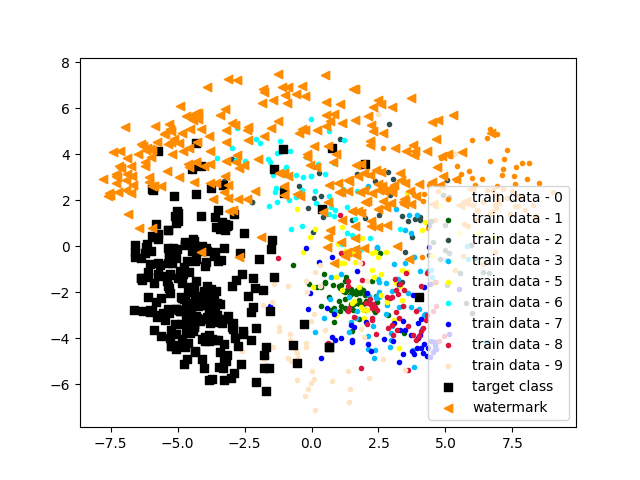 8
6
4
2
0
−2
−4
−6
−7.5 −5.0 −2.5 0.0 2.5 5.0 7.5
train data - 0
train data - 1
train data - 2
train data - 3
train data - 5
train data - 6
train data - 7
train data - 8
train data - 9
target class
watermark